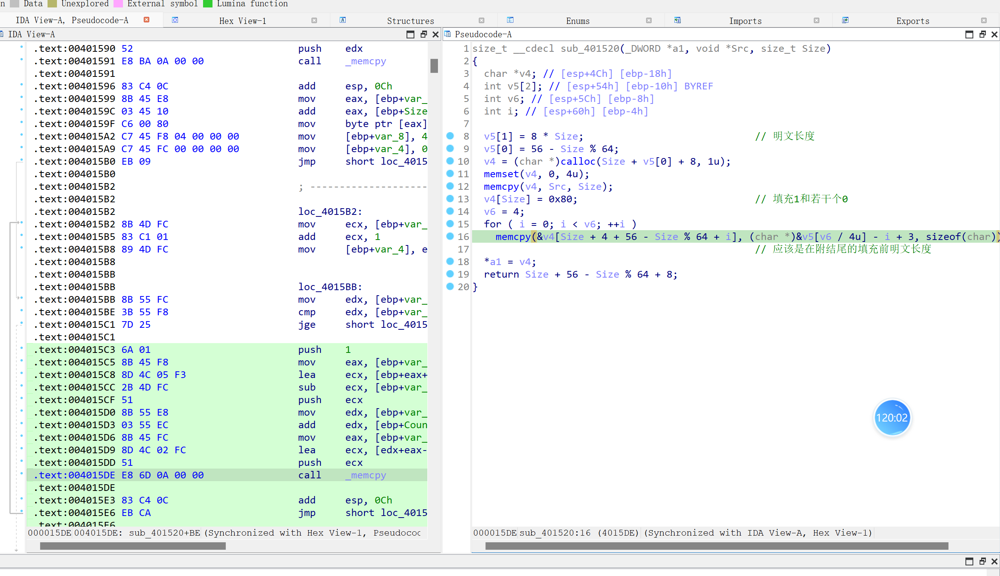 n Data Unexplored External symbol Lumina function
IDA View-A, Pseudocode-A Hex View-1 Structures Enums Imports Exports
IDA View-A
.text:00401590 52 push edx
.text:00401591 E8 BA 0A 00 00 call _memcpy
.text:00401591
.text:00401596 83 C4 0C add esp, 0Ch
.text:00401599 8B 45 E8 mov eax, [ebp+var_
.text:0040159C 03 45 10 add eax, [ebp+Size
.text:0040159F C6 00 80 mov byte ptr [eax]
.text:004015A2 C7 45 F8 04 00 00 00 mov [ebp+var_8], 4
.text:004015A9 C7 45 FC 00 00 00 00 mov [ebp+var_4], 0
.text:004015B0 EB 09 jmp short loc_4015
.text:004015B0
.text:004015B2 ; --------------------
.text:004015B2
.text:004015B2 loc_4015B2:
.text:004015B2 8B 4D FC mov ecx, [ebp+var_
.text:004015B5 83 C1 01 add ecx, 1
.text:004015B8 89 4D FC mov [ebp+var_4], e
.text:004015B8
.text:004015BB
.text:004015BB loc_4015BB:
.text:004015BB 8B 55 FC mov edx, [ebp+var_
.text:004015BE 3B 55 F8 cmp edx, [ebp+var_
.text:004015C1 7D 25 jge short loc_4015
.text:004015C1
.text:004015C3 6A 01 push 1
.text:004015C5 8B 45 F8 mov eax, [ebp+var_
.text:004015C8 8D 4C 05 F3 lea ecx, [ebp+eax+
.text:004015CC 2B 4D FC sub ecx, [ebp+var_
.text:004015CF 51 push ecx
.text:004015D0 8B 55 E8 mov edx, [ebp+var_
.text:004015D3 03 55 EC add edx, [ebp+Coun
.text:004015D6 8B 45 FC mov eax, [ebp+var_
.text:004015D9 8D 4C 02 FC lea ecx, [edx+eax-
.text:004015DD 51 push ecx
.text:004015DE E8 6D 0A 00 00 call _memcpy
.text:004015DE
.text:004015E3 83 C4 0C add esp, 0Ch
.text:004015E6 EB CA jmp short loc_4015
.text:004015E6
000015DE 004015DE: sub_401520+BE (Synchronized with Hex View-1, Pseudococ
Pseudocode-A
1 size_t __cdecl sub_401520(_DWORD *a1, void *Src, size_t Size)
2 {
3 char *v4; // [esp+4Ch] [ebp-18h]
4 int v5[2]; // [esp+54h] [ebp-10h] BYREF
5 int v6; // [esp+5Ch] [ebp-8h]
6 int i; // [esp+60h] [ebp-4h]
7
8 v5[1] = 8 * Size; // 明文长度
9 v5[0] = 56 - Size % 64;
10 v4 = (char *)calloc(Size + v5[0] + 8, 1u);
11 memset(v4, 0, 4u);
12 memcpy(v4, Src, Size);
13 v4[Size] = 0x80; // 填充1和若干个0
14 v6 = 4;
15 for ( i = 0; i < v6; ++i )
16 memcpy(&v4[Size + 4 + 56 - Size % 64 + i], (char *)&v5[v6 / 4u] - i + 3, sizeof(char))
17 // 应该是在附结尾的填充前明文长度
18 *a1 = v4;
19 return Size + 56 - Size % 64 + 8;
20 }
120:02
000015DE sub_401520:16 (4015DE) (Synchronized with IDA View-A, Hex View-1)